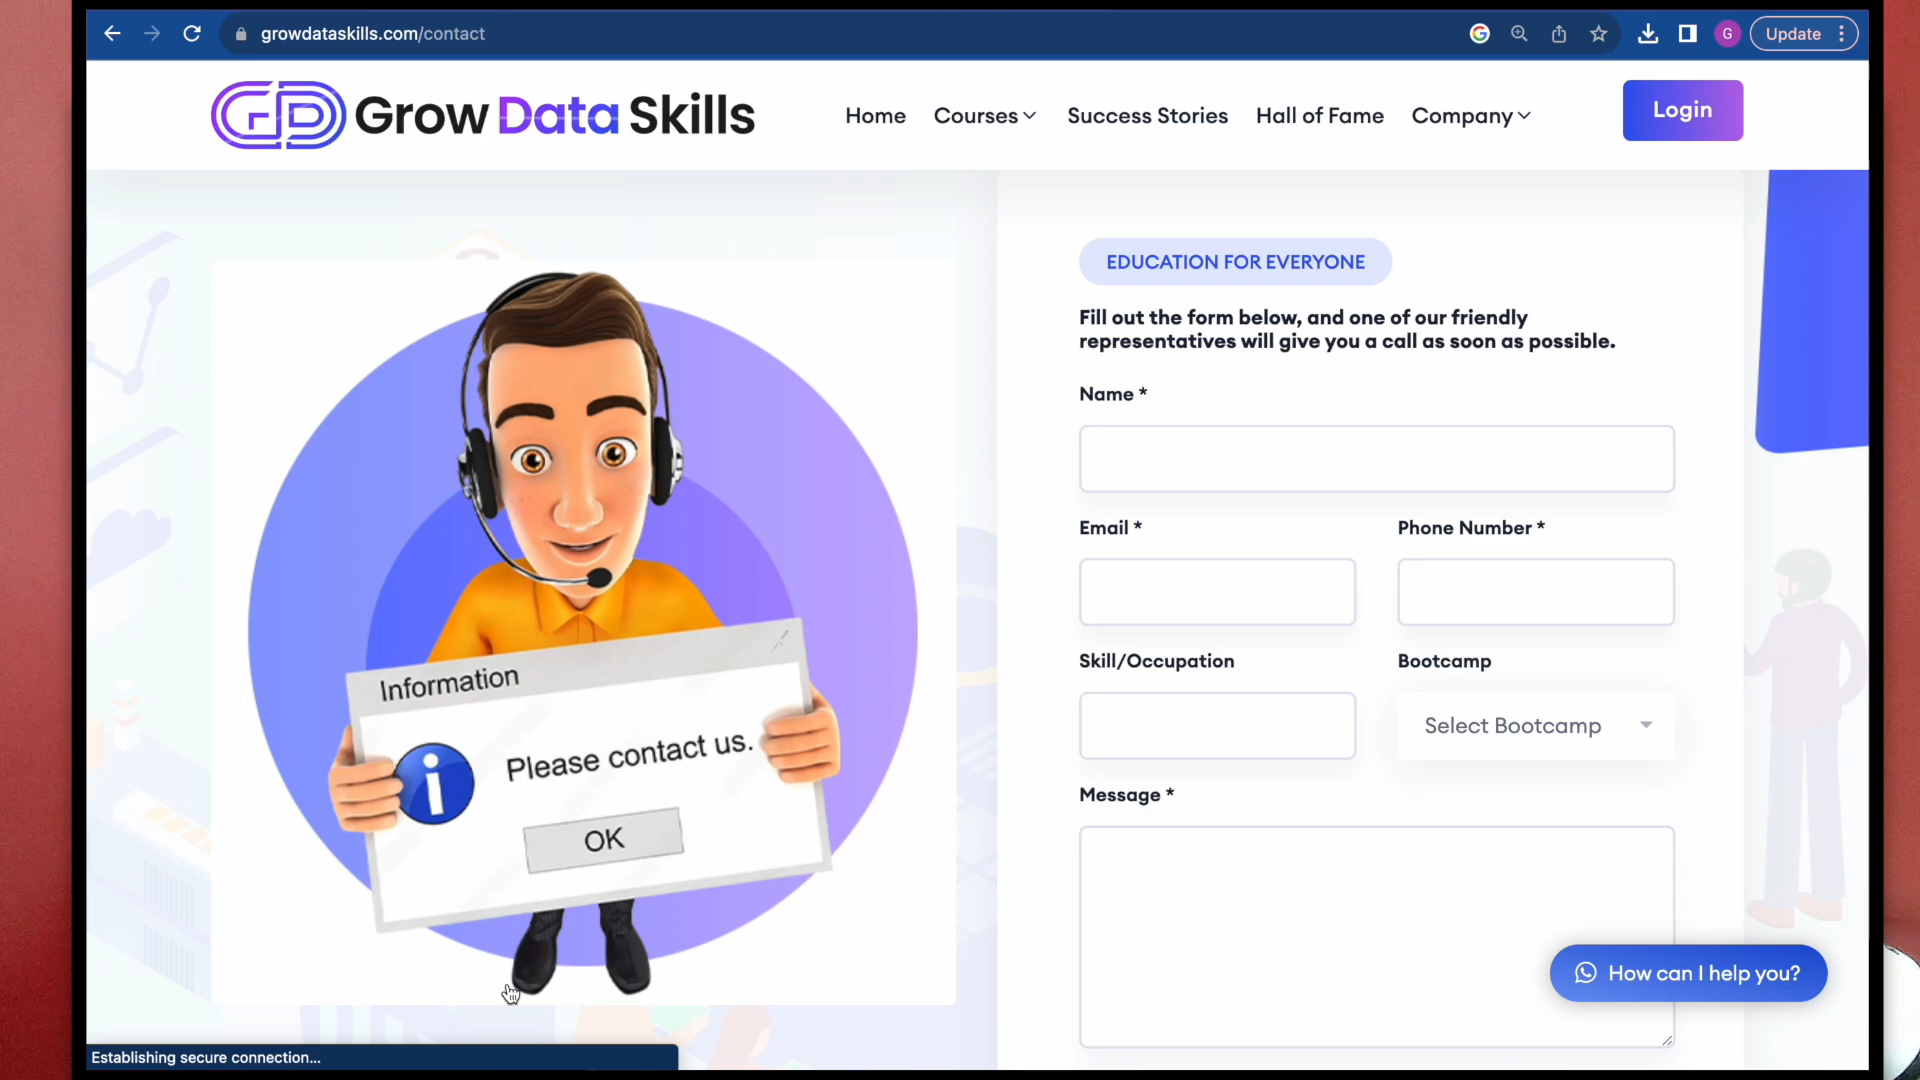 growdataskills.com/contact
G
Update
Grow Data Skills
Home
Courses
Success Stories
Hall of Fame
Company
Login
EDUCATION FOR EVERYONE
Fill out the form below, and one of our friendly
representatives will give you a call as soon as possible.
Name *
Email *
Phone Number *
Skill/Occupation
Bootcamp
Select Bootcamp
Message *
Information
i
Please contact us.
OK
How can I help you?
Establishing secure connection...